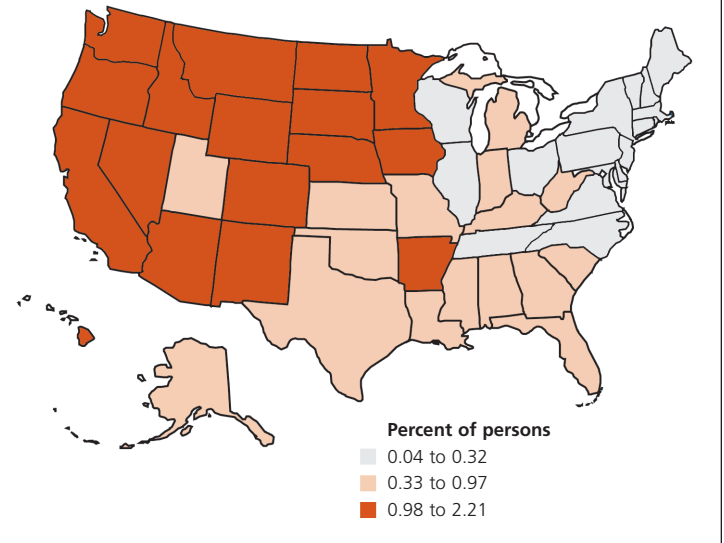 Percent of persons
0.04 to 0.32
0.33 to 0.97
0.98 to 2.21